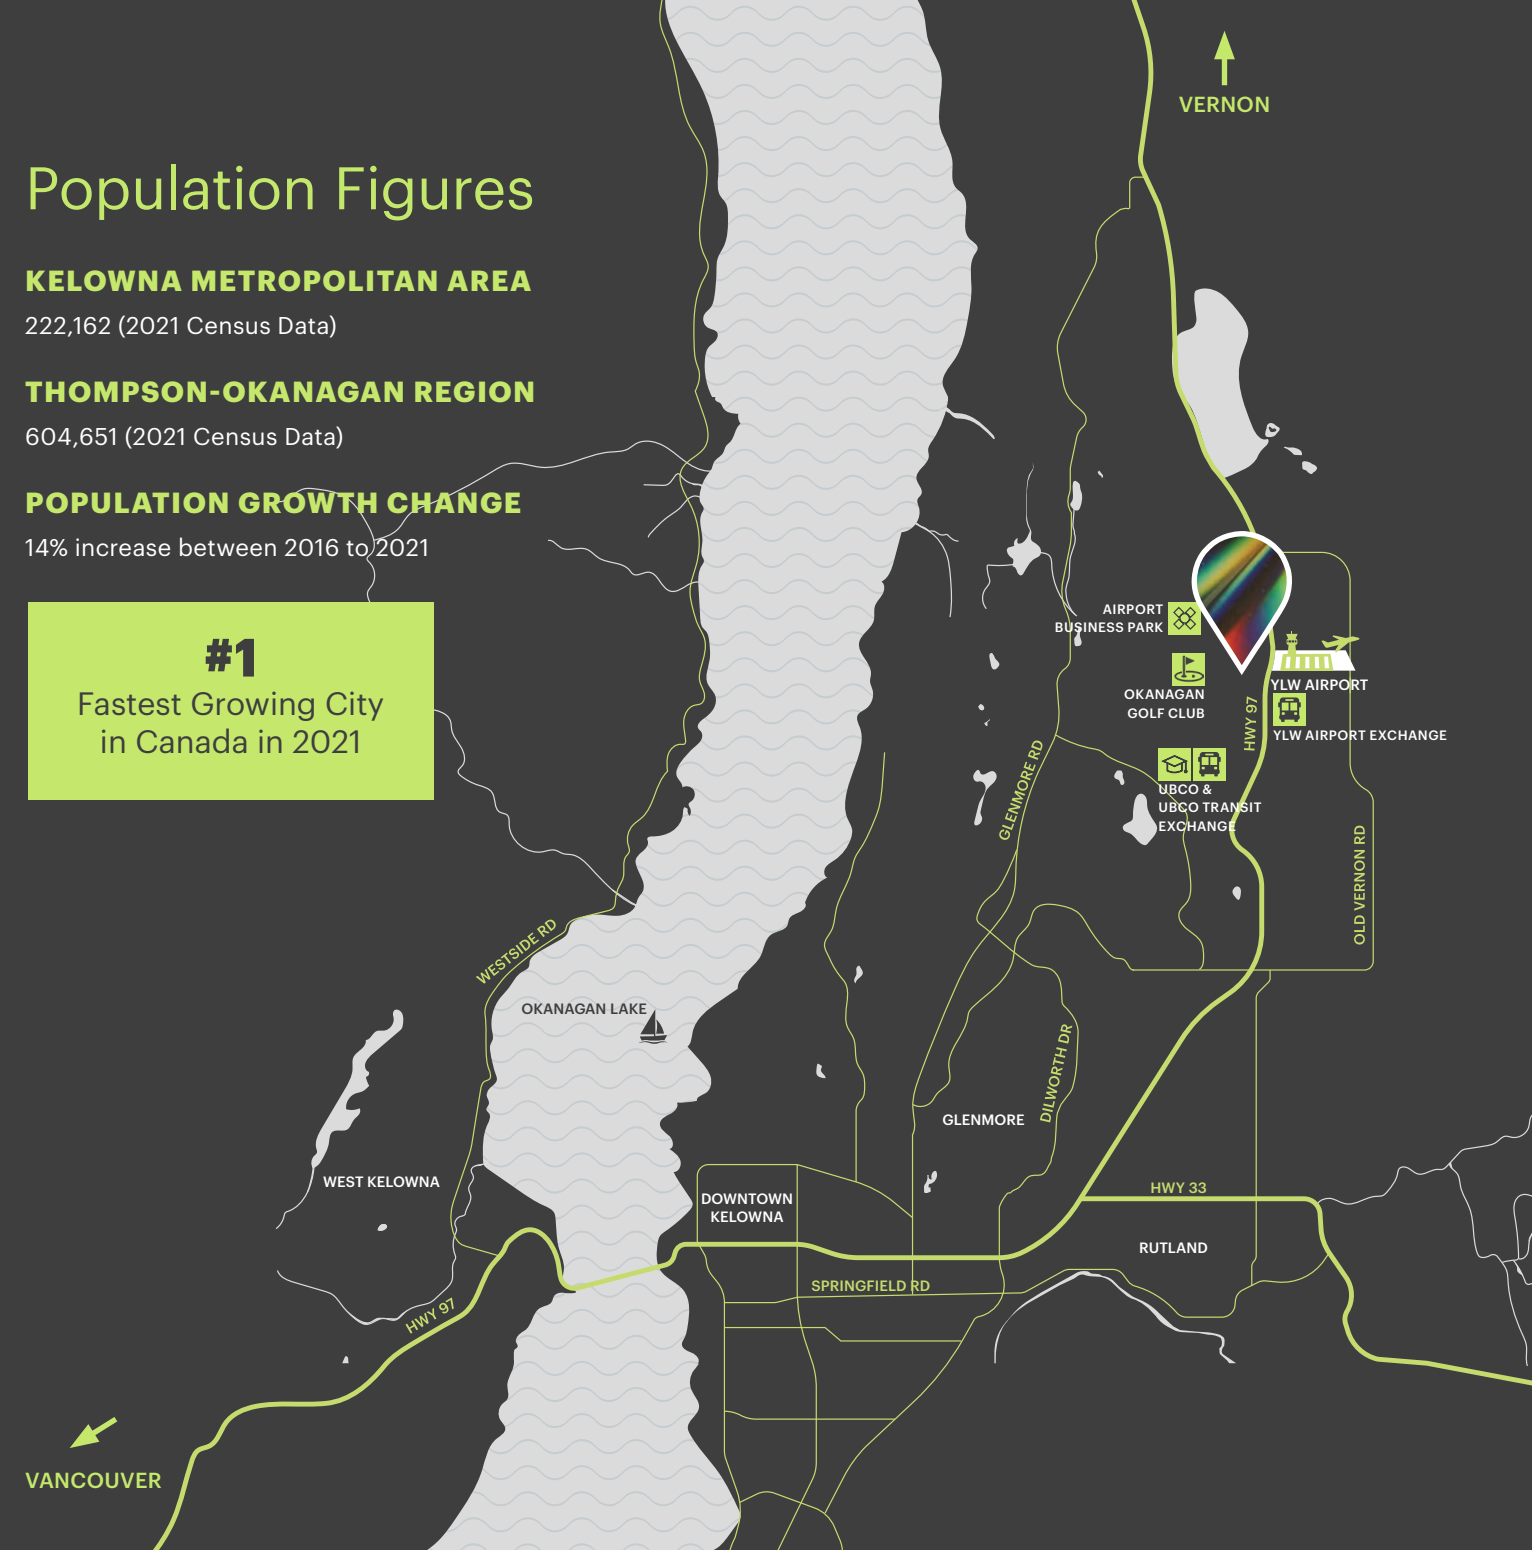 VERNON
Population Figures
KELOWNA METROPOLITAN AREA
222,162 (2021 Census Data)
THOMPSON-OKANAGAN REGION
604,651 (2021 Census Data)
POPULATION GROWTH CHANGE
14% increase between 2016 to 2021
#1
Fastest Growing City
in Canada in 2021
AIRPORT
BUSINESS PARK
OKANAGAN
GOLF CLUB
YLW AIRPORT
HWY 97
YLW AIRPORT EXCHANGE
UBCO &
UBCO TRANSIT
EXCHANGE
GLENMORE RD
OLD VERNON RD
WESTSIDE RD
OKANAGAN LAKE
DILWORTH DR
GLENMORE
WEST KELOWNA
DOWNTOWN
KELOWNA
HWY 33
RUTLAND
SPRINGFIELD RD
HWY 97
VANCOUVER